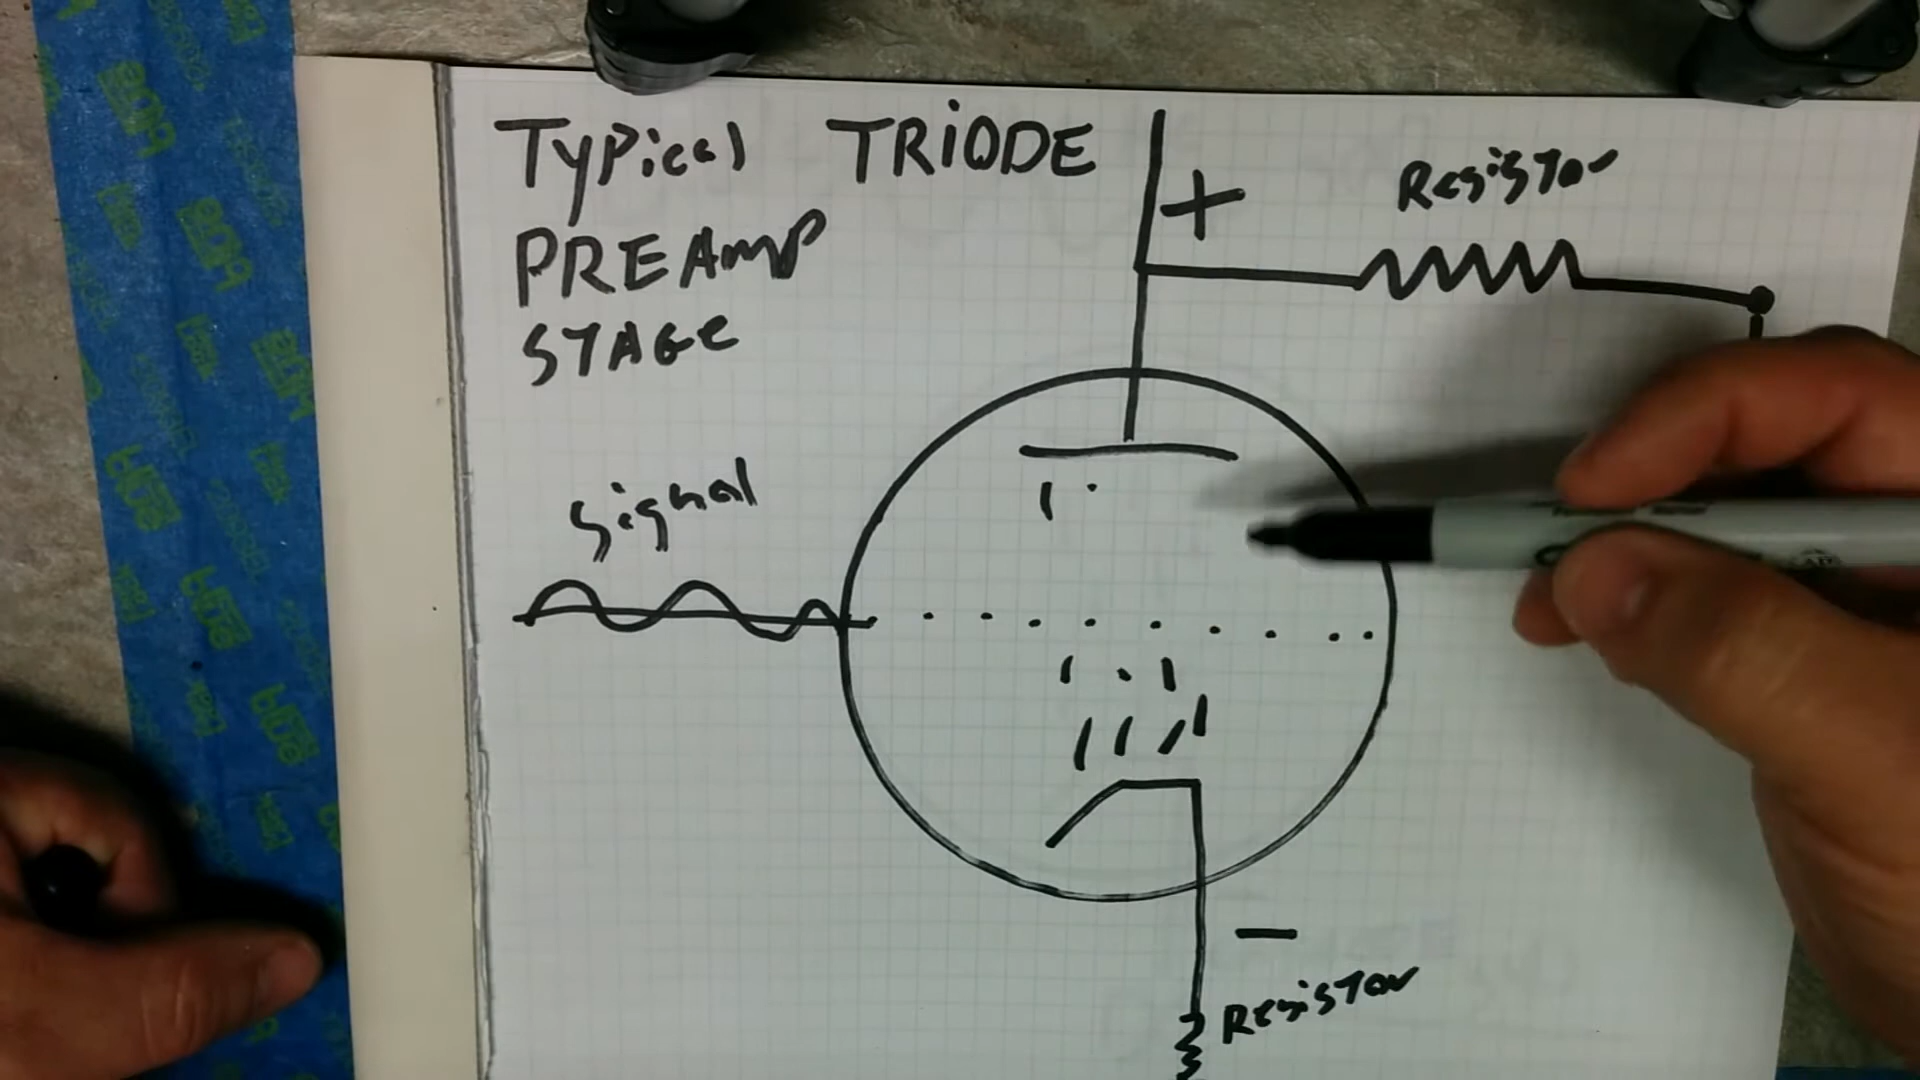 Typical TRiODE
PREAmp
STAGe
+
Resistor
Signal
−
Resistor